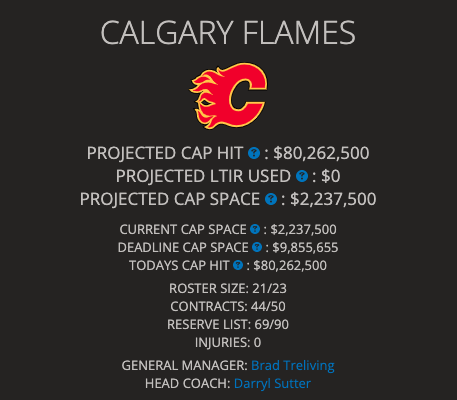 CALGARY FLAMES
PROJECTED CAP HIT ? : $80,262,500
PROJECTED LTIR USED ? : $0
PROJECTED CAP SPACE ? : $2,237,500
CURRENT CAP SPACE ? : $2,237,500
DEADLINE CAP SPACE ? : $9,855,655
TODAYS CAP HIT ? : $80,262,500
ROSTER SIZE: 21/23
CONTRACTS: 44/50
RESERVE LIST: 69/90
INJURIES: 0
GENERAL MANAGER: Brad Treliving
HEAD COACH: Darryl Sutter